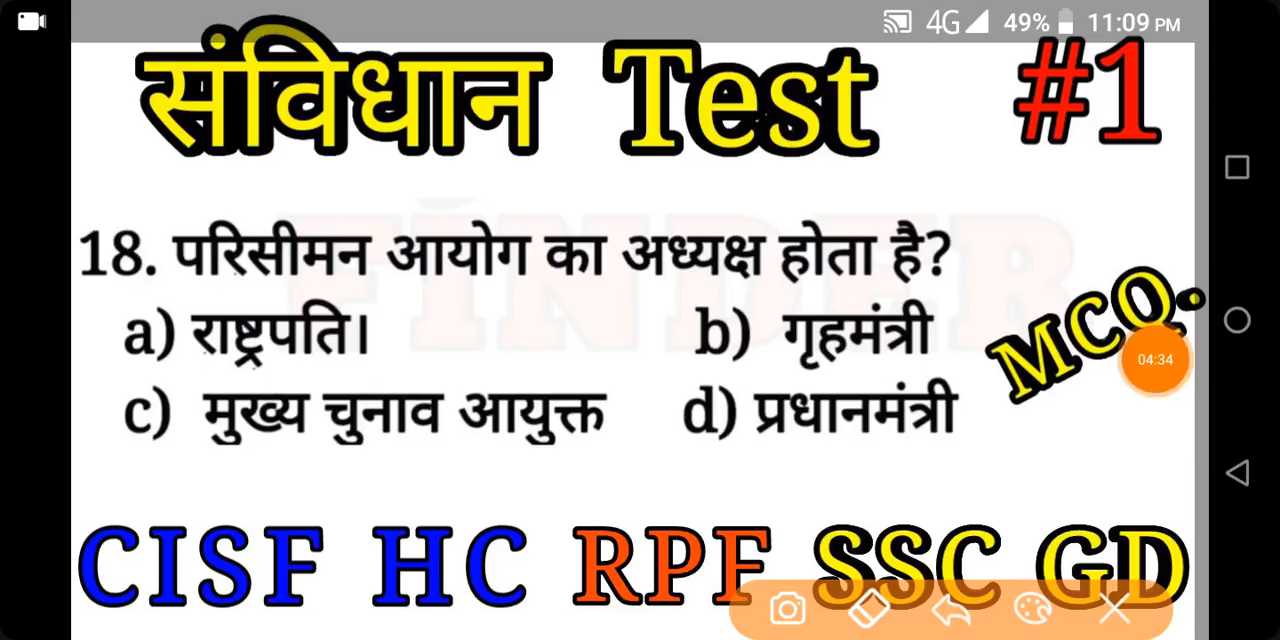 4G 49% 11:09 PM
संविधान Test #1
FINDER
18. परिसीमन आयोग का अध्यक्ष होता है?
a) राष्ट्रपति। b) गृहमंत्री
c) मुख्य चुनाव आयुक्त d) प्रधानमंत्री
MCQ.
04:34
CISF HC RPF SSC GD